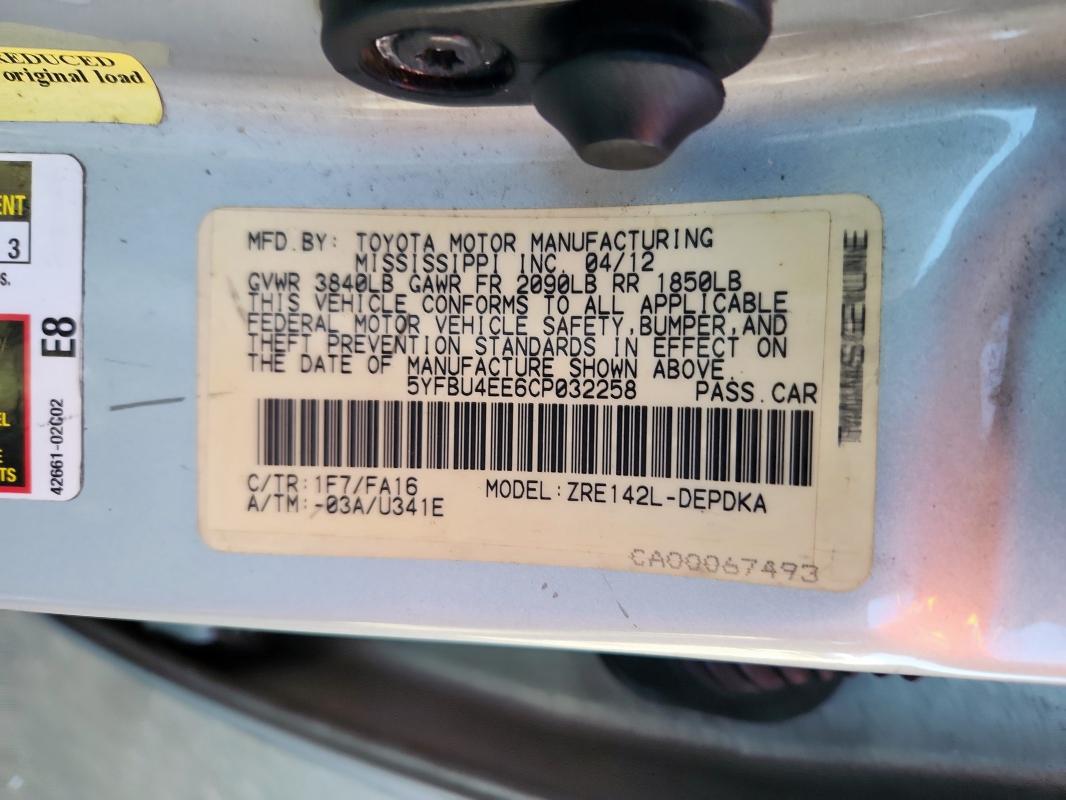 REDUCED
original load
ENT
3
S.
E8
42661-02C02
EL
E
TS
MFD.BY: TOYOTA MOTOR MANUFACTURING
MISSISSIPPI INC. 04/12
GVWR 3840LB GAWR FR 2090LB RR 1850LB
THIS VEHICLE CONFORMS TO ALL APPLICABLE
FEDERAL MOTOR VEHICLE SAFETY,BUMPER,AND
THEFT PREVENTION STANDARDS IN EFFECT ON
THE DATE OF MANUFACTURE SHOWN ABOVE.
5YFBU4EE6CP032258 PASS.CAR
C/TR:1F7/FA16 MODEL:ZRE142L-DEPDKA
A/TM:-03A/U341E
CA00067493